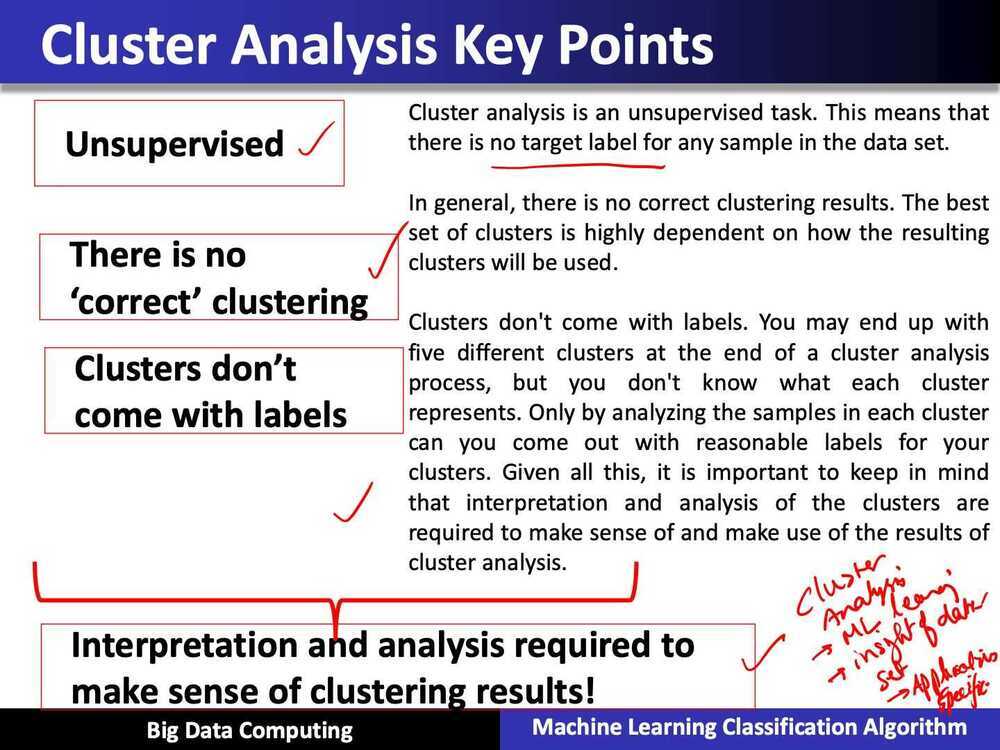 Cluster Analysis Key Points
Unsupervised
Cluster analysis is an unsupervised task. This means that
there is no target label for any sample in the data set.
There is no
‘correct’ clustering
In general, there is no correct clustering results. The best
set of clusters is highly dependent on how the resulting
clusters will be used.
Clusters don’t
come with labels
Clusters don't come with labels. You may end up with
five different clusters at the end of a cluster analysis
process, but you don't know what each cluster
represents. Only by analyzing the samples in each cluster
can you come out with reasonable labels for your
clusters. Given all this, it is important to keep in mind
that interpretation and analysis of the clusters are
required to make sense of and make use of the results of
cluster analysis.
Interpretation and analysis required to
make sense of clustering results!
Cluster
Analysis
→ ML
→ insight of data
set
→ Application
Specific
Big Data Computing
Machine Learning Classification Algorithm